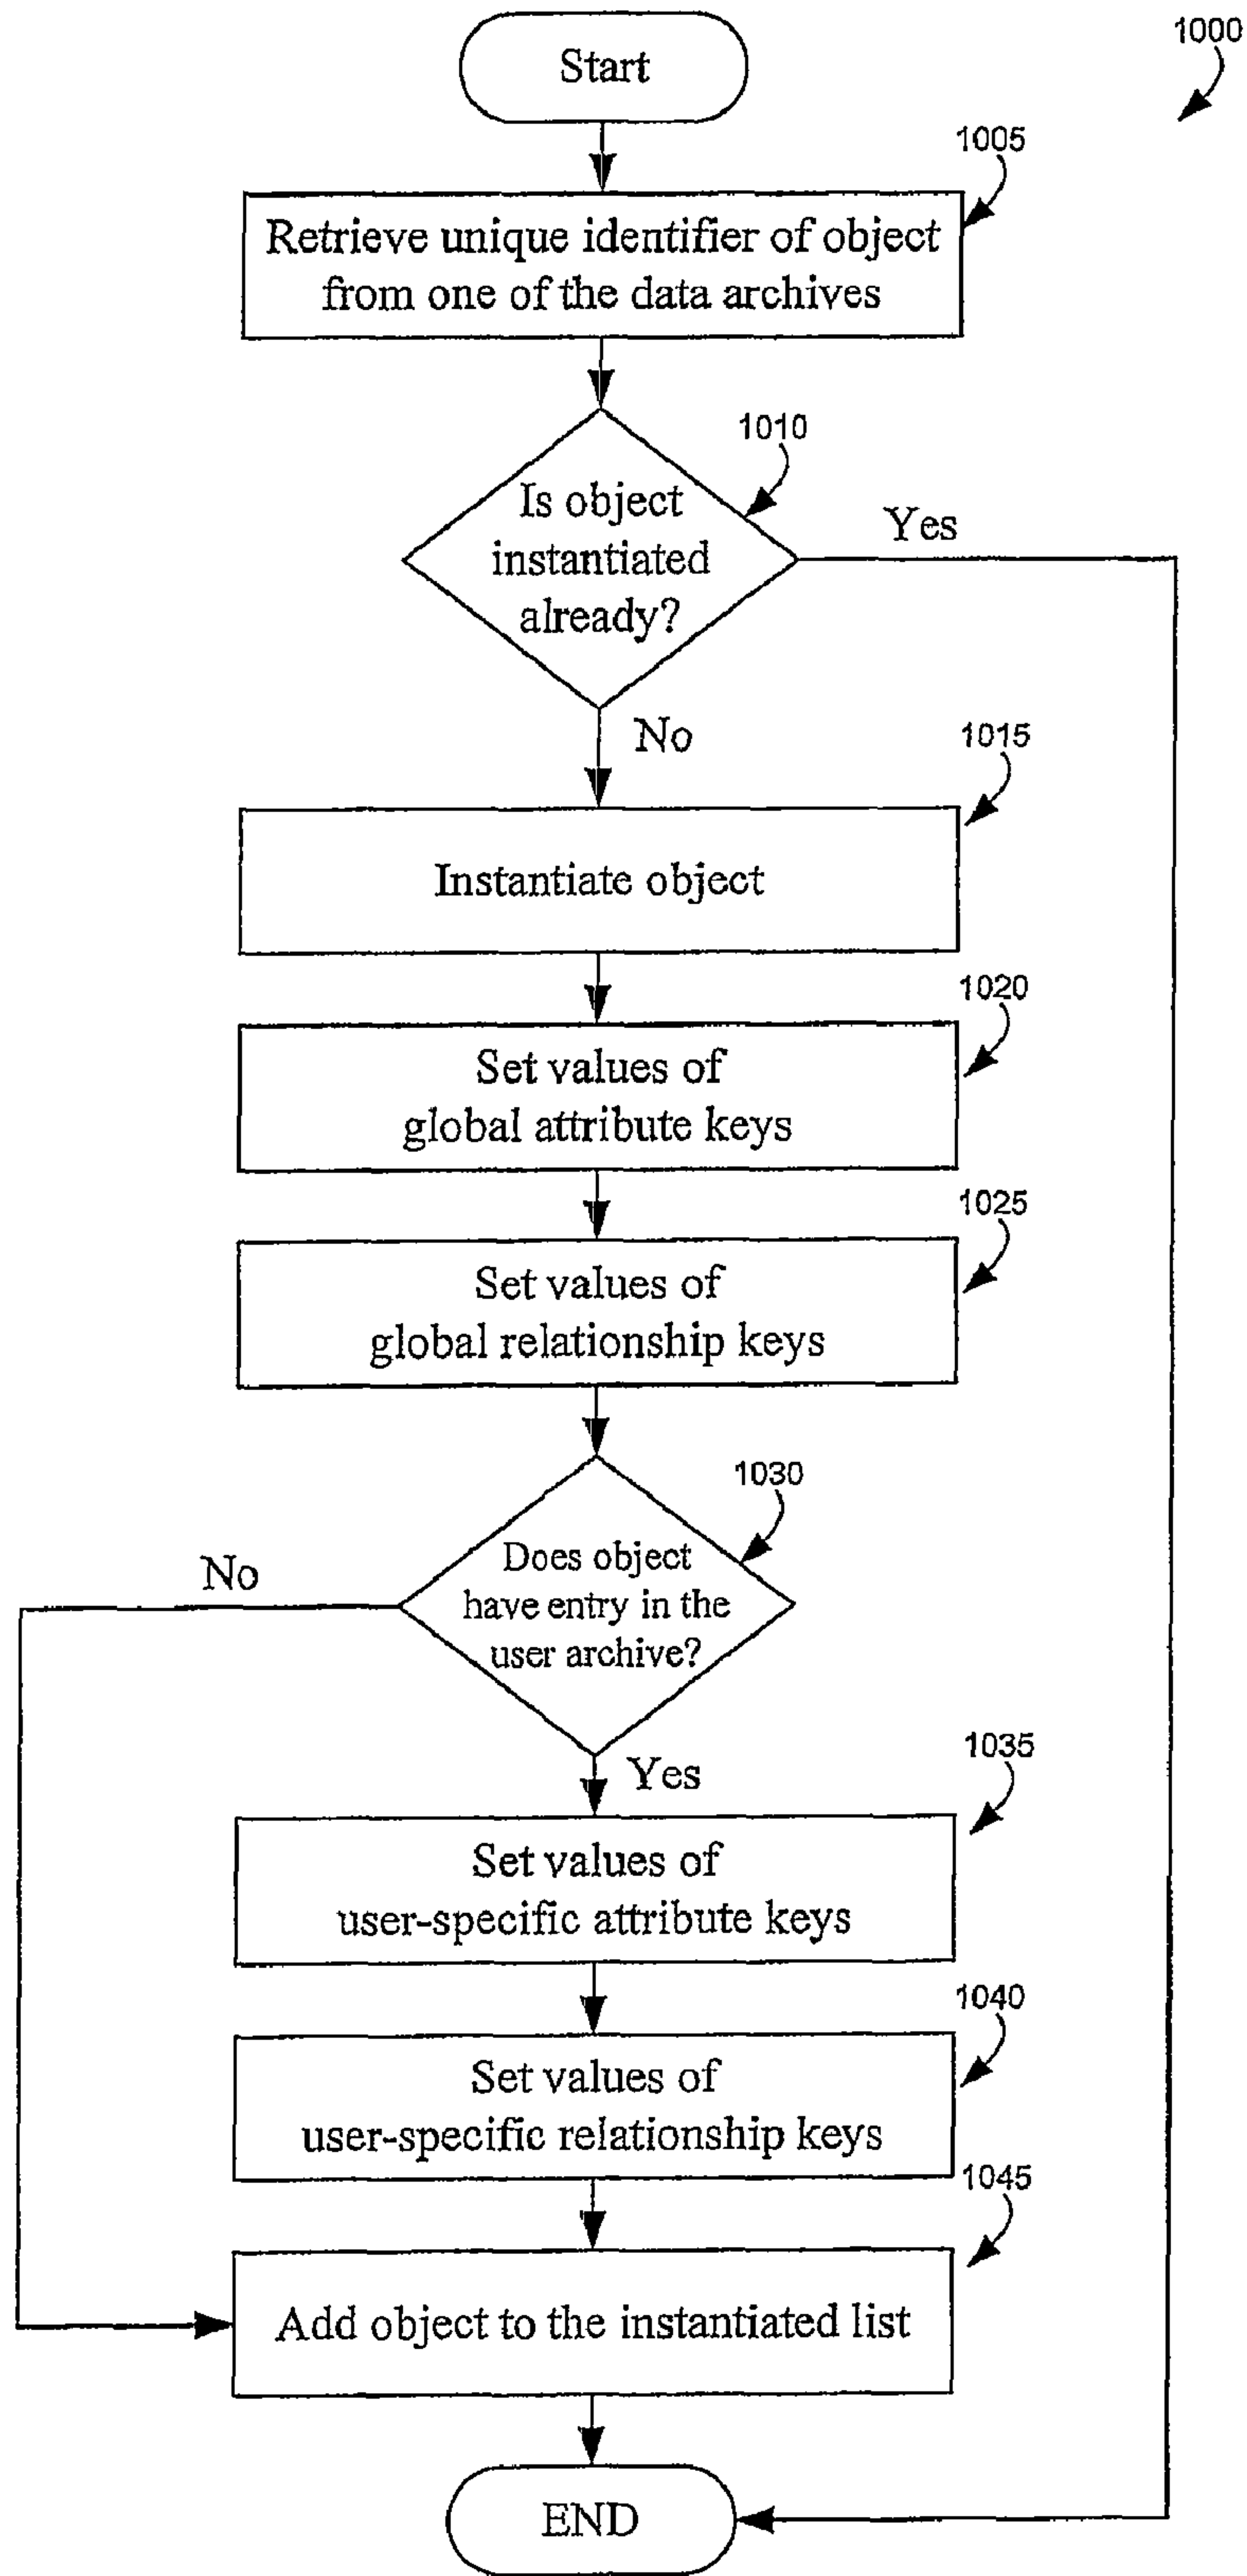 1000
Start
1005
Retrieve unique identifier of object
from one of the data archives
1010
Is object
instantiated
already?
Yes
No
1015
Instantiate object
1020
Set values of
global attribute keys
1025
Set values of
global relationship keys
1030
Does object
have entry in the
user archive?
No
Yes
1035
Set values of
user-specific attribute keys
1040
Set values of
user-specific relationship keys
1045
Add object to the instantiated list
END